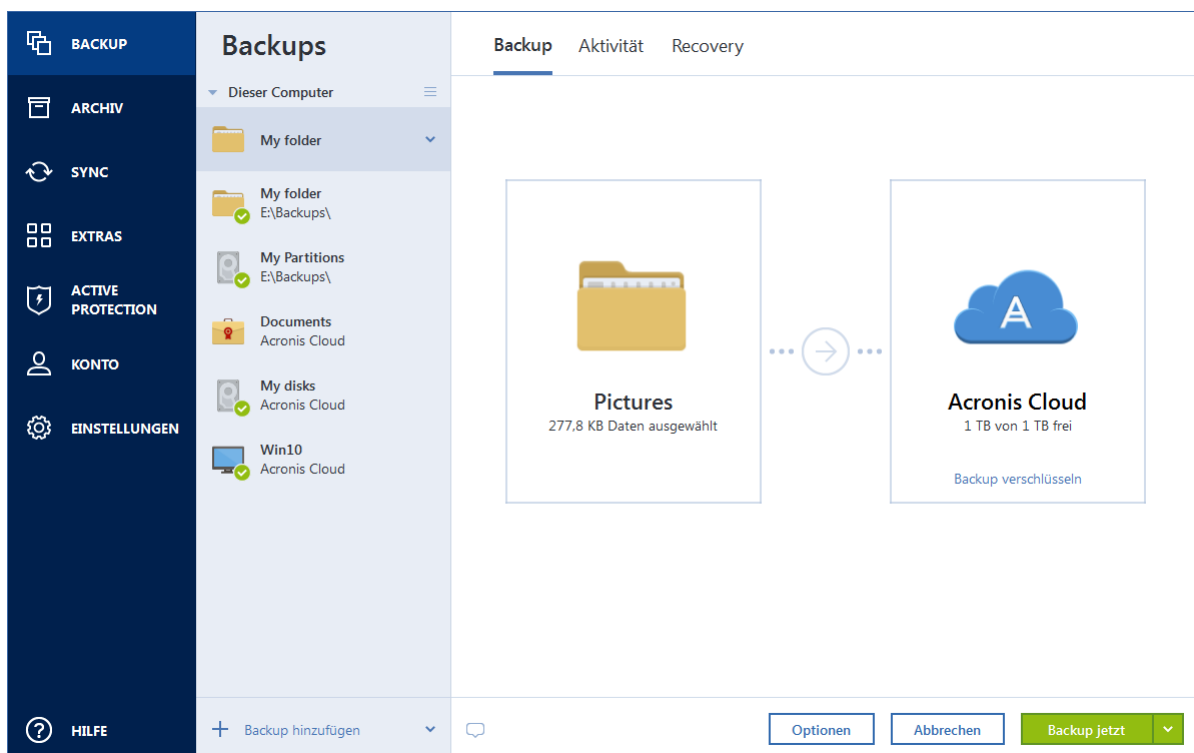 BACKUP
ARCHIV
SYNC
EXTRAS
ACTIVE
PROTECTION
KONTO
EINSTELLUNGEN
HILFE
Backups
Dieser Computer
My folder
My folder
E:\Backups\
My Partitions
E:\Backups\
Documents
Acronis Cloud
My disks
Acronis Cloud
Win10
Acronis Cloud
Backup hinzufügen
Backup Aktivität Recovery
Pictures
277,8 KB Daten ausgewählt
Acronis Cloud
1 TB von 1 TB frei
Backup verschlüsseln
Optionen Abbrechen Backup jetzt